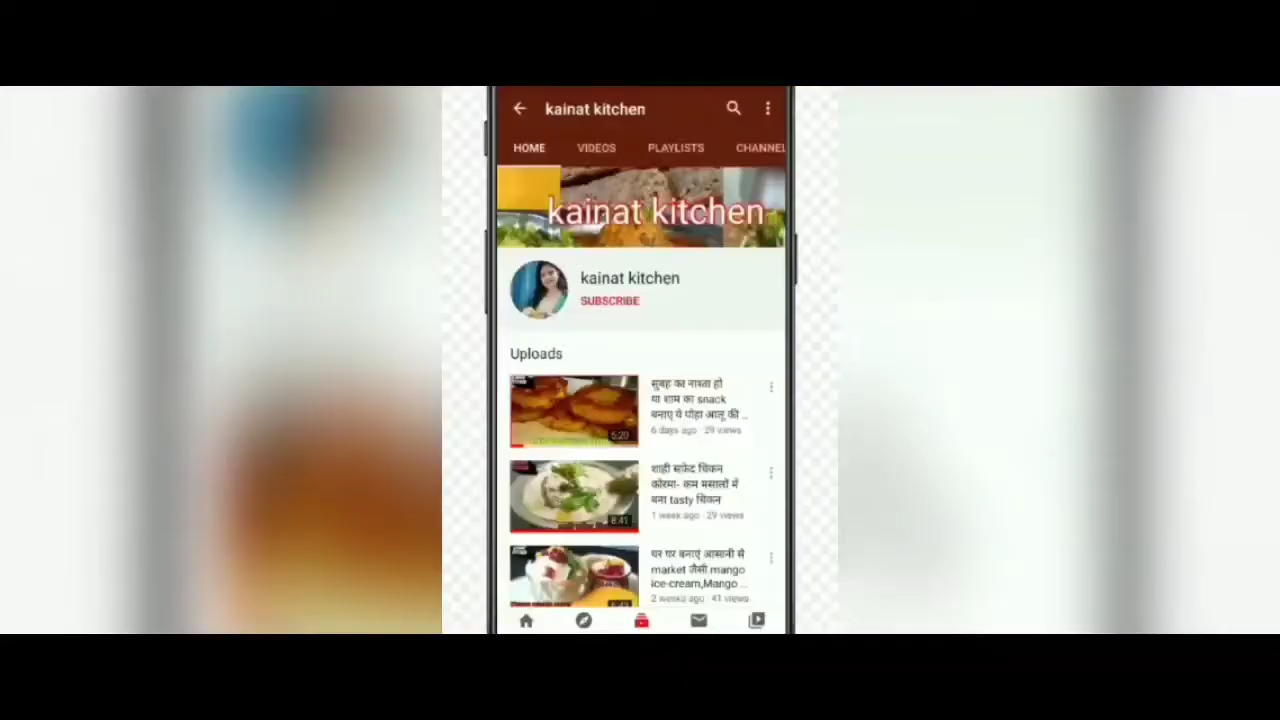 kainat kitchen
HOME VIDEOS PLAYLISTS CHANNEL
kainat kitchen
kainat kitchen
SUBSCRIBE
Uploads
सुबह का नाश्ता हो
या शाम का snack
बनाए ये पोहा आलू की ...
6 days ago · 29 views
5:20
शाही सफ़ेद चिकन
कोरमा- कम मसालों में
बना tasty चिकन
1 week ago · 29 views
8:41
घर पर बनाएं आसानी से
market जैसी mango
ice-cream,Mango ...
2 weeks ago · 41 views